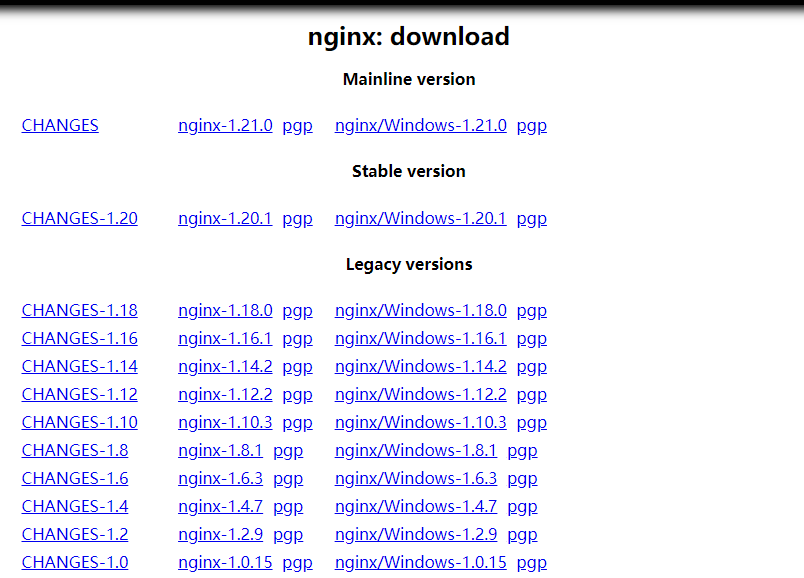 nginx: download
Mainline version
CHANGES nginx-1.21.0 pgp nginx/Windows-1.21.0 pgp
Stable version
CHANGES-1.20 nginx-1.20.1 pgp nginx/Windows-1.20.1 pgp
Legacy versions
CHANGES-1.18 nginx-1.18.0 pgp nginx/Windows-1.18.0 pgp
CHANGES-1.16 nginx-1.16.1 pgp nginx/Windows-1.16.1 pgp
CHANGES-1.14 nginx-1.14.2 pgp nginx/Windows-1.14.2 pgp
CHANGES-1.12 nginx-1.12.2 pgp nginx/Windows-1.12.2 pgp
CHANGES-1.10 nginx-1.10.3 pgp nginx/Windows-1.10.3 pgp
CHANGES-1.8 nginx-1.8.1 pgp nginx/Windows-1.8.1 pgp
CHANGES-1.6 nginx-1.6.3 pgp nginx/Windows-1.6.3 pgp
CHANGES-1.4 nginx-1.4.7 pgp nginx/Windows-1.4.7 pgp
CHANGES-1.2 nginx-1.2.9 pgp nginx/Windows-1.2.9 pgp
CHANGES-1.0 nginx-1.0.15 pgp nginx/Windows-1.0.15 pgp